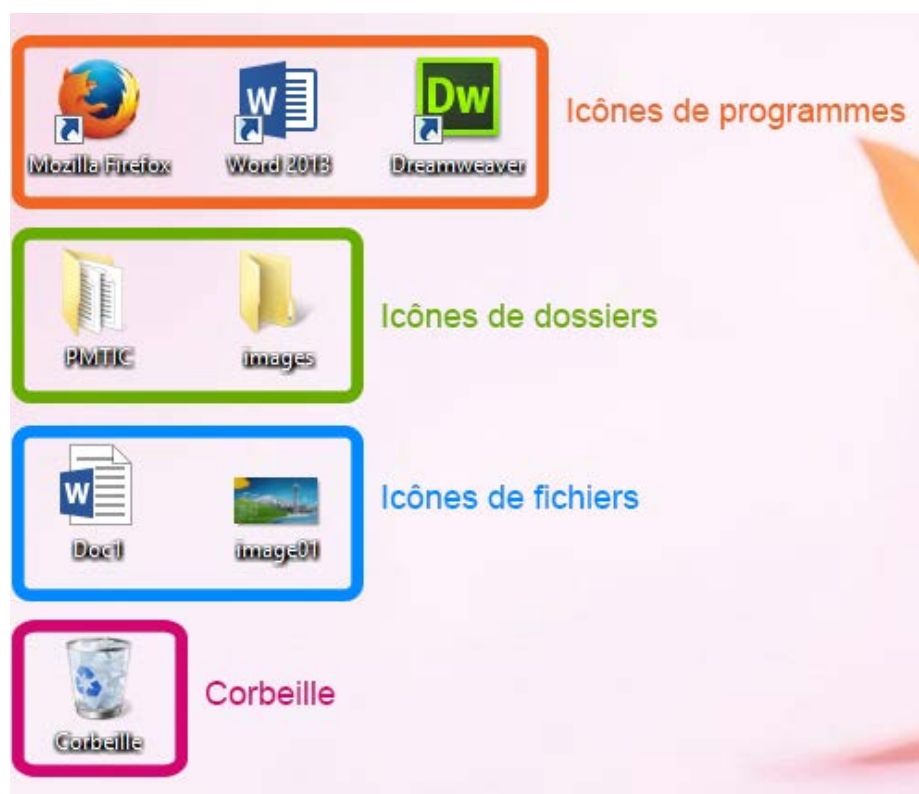 Dw
W
Icônes de programmes
Mozilla Firefox
Word 2013
Dreamweaver
Icônes de dossiers
PMTIC
images
W
Icônes de fichiers
Doc1
image01
Corbeille
Corbeille